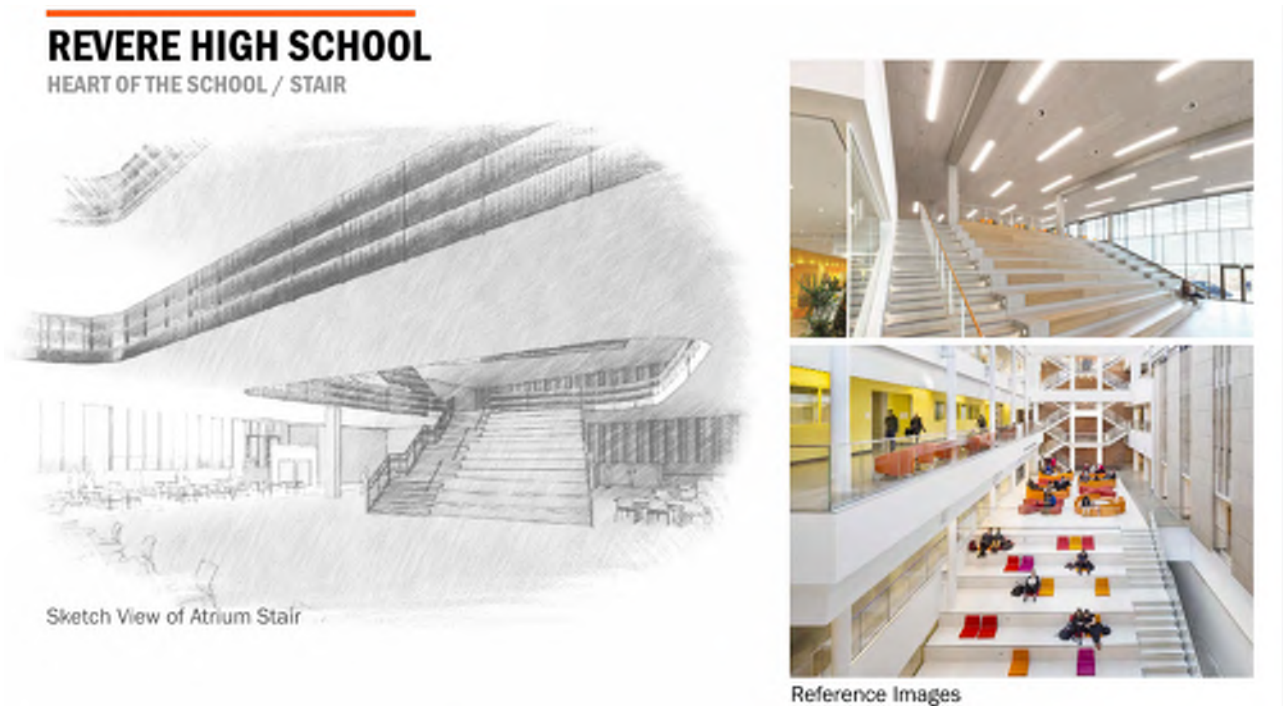 REVERE HIGH SCHOOL
HEART OF THE SCHOOL / STAIR
Sketch View of Atrium Stair
Reference Images